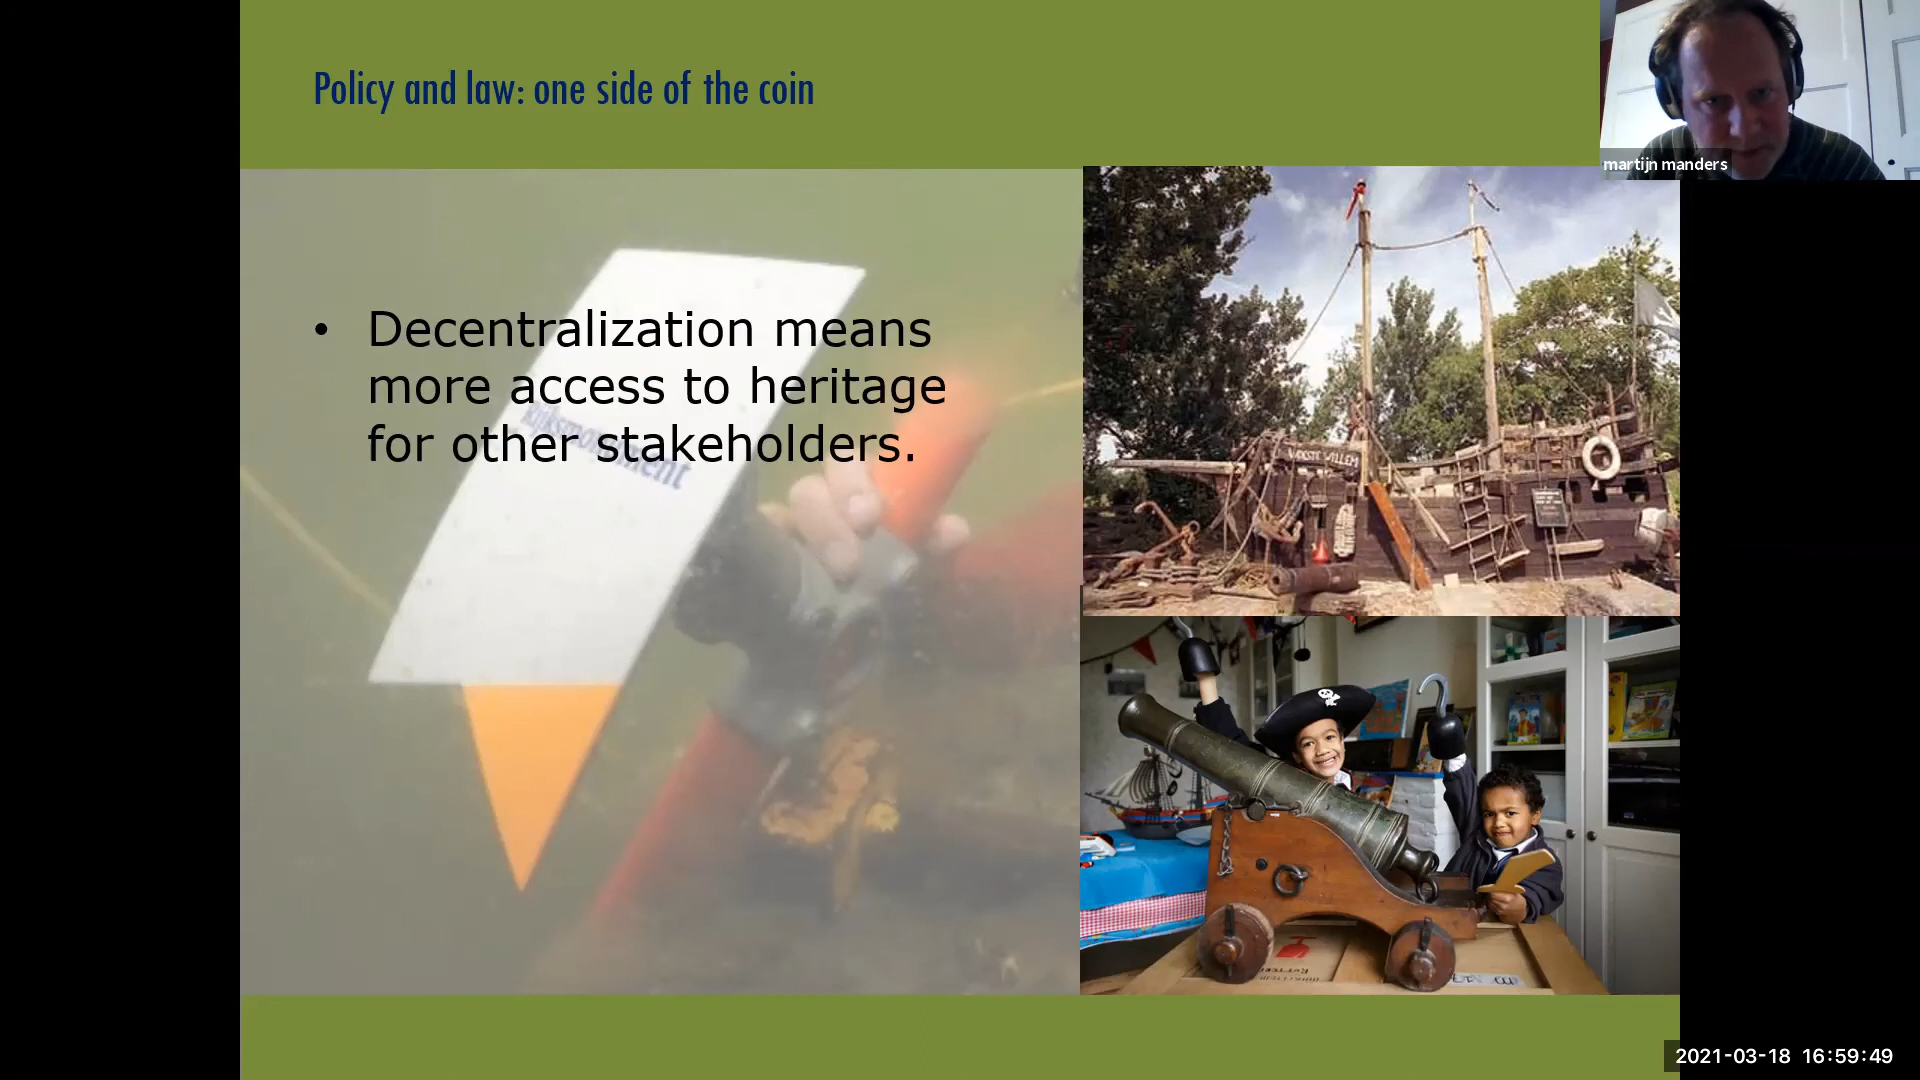 Policy and law: one side of the coin
martijn manders
• Decentralization means
more access to heritage
for other stakeholders.
Rijksmonument
2021-03-18 16:59:49